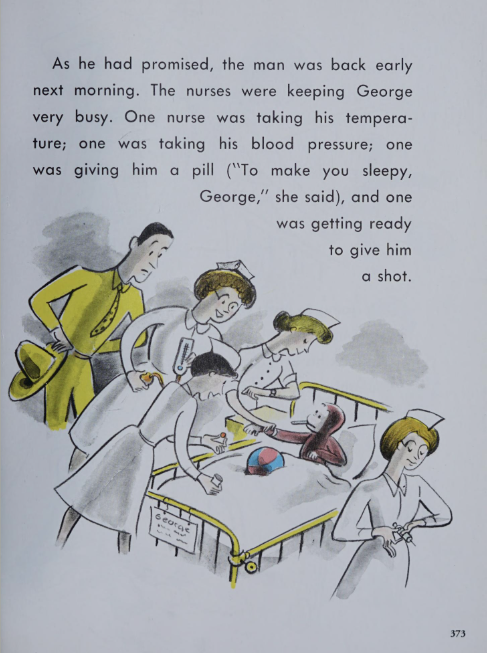 As he had promised, the man was back early
next morning. The nurses were keeping George
very busy. One nurse was taking his tempera-
ture; one was taking his blood pressure; one
was giving him a pill ("To make you sleepy,
George," she said), and one
was getting ready
to give him
a shot.
George
373